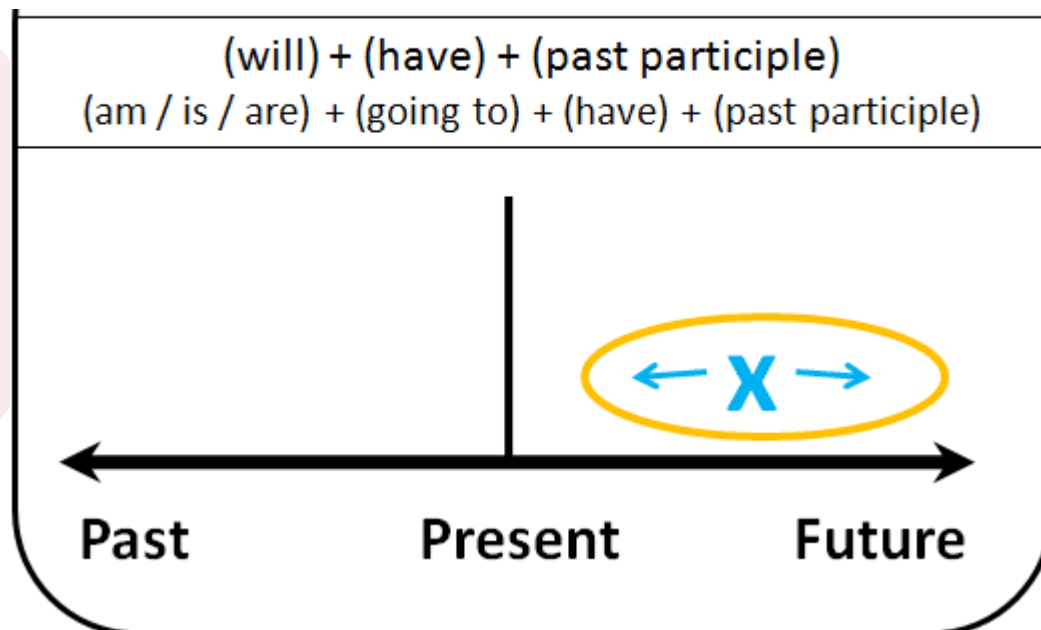 (will) + (have) + (past participle)
(am / is / are) + (going to) + (have) + (past participle)
X
Past Present Future